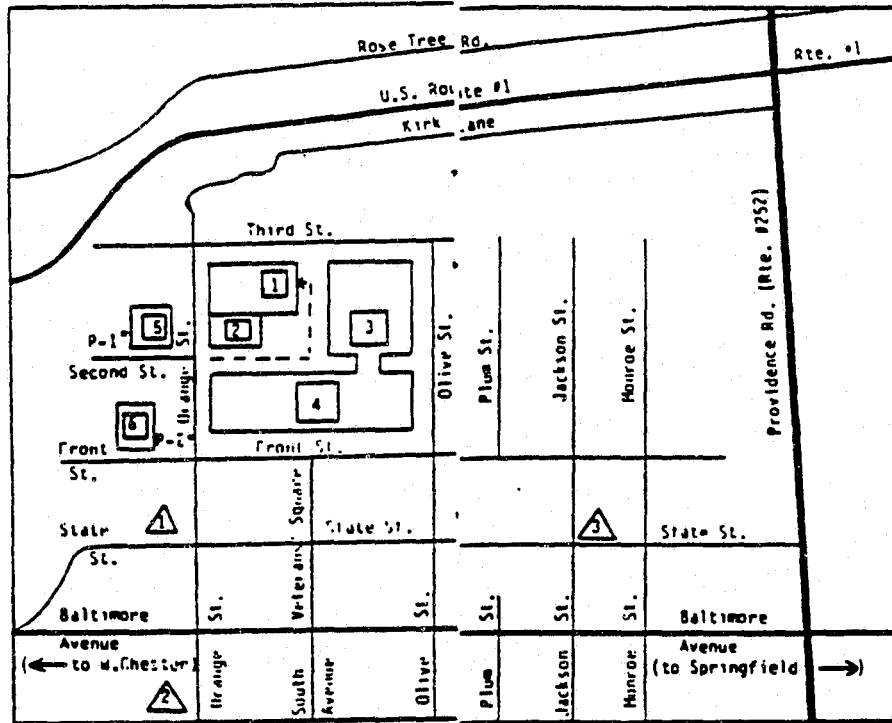 Rose Tree Rd.
Rte. #1
U.S. Route #1
Kirk Lane
Third St.
Providence Rd. (Rte. #252)
1
2
3
5
P-1
Second St.
Orange St.
Olive St.
Plum St.
Jackson St.
Monroe St.
4
6
P-2
Front St.
Front St.
1
State St.
Veterans Square
State St.
3
State St.
Baltimore
Avenue
(← to W.Chester)
2
Orange St.
South Avenue
Olive St.
Plum St.
Jackson St.
Monroe St.
Baltimore
Avenue
(to Springfield →)